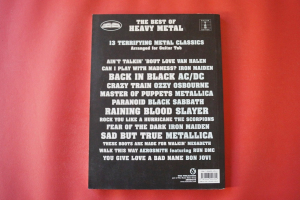 THE BEST OF
HEAVY METAL
13 TERRIFYING METAL CLASSICS
Arranged for Guitar Tab
AIN'T TALKIN' 'BOUT LOVE VAN HALEN
CAN I PLAY WITH MADNESS? IRON MAIDEN
BACK IN BLACK AC/DC
CRAZY TRAIN OZZY OSBOURNE
MASTER OF PUPPETS METALLICA
PARANOID BLACK SABBATH
RAINING BLOOD SLAYER
ROCK YOU LIKE A HURRICANE THE SCORPIONS
FEAR OF THE DARK IRON MAIDEN
SAD BUT TRUE METALLICA
THESE BOOTS ARE MADE FOR WALKIN' MEGADETH
WALK THIS WAY AEROSMITH featuring RUN DMC
YOU GIVE LOVE A BAD NAME BON JOVI